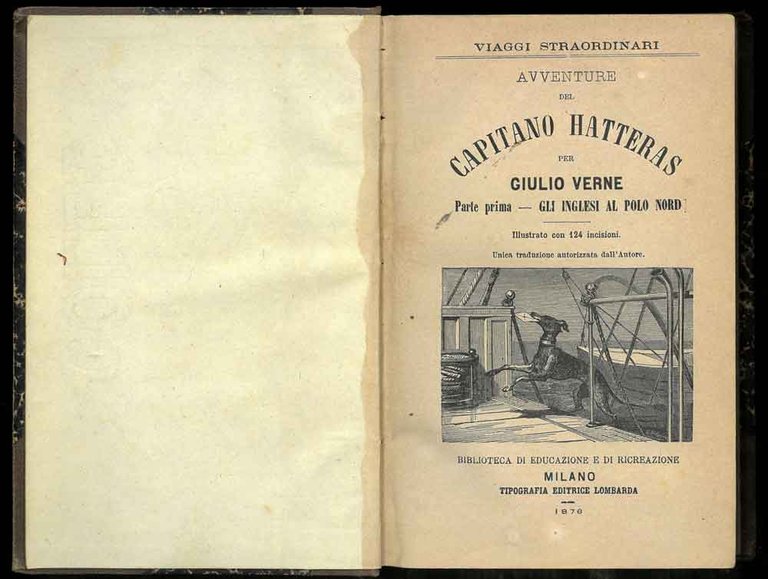 VIAGGI STRAORDINARI
AVVENTURE
DEL
CAPITANO HATTERAS
PER
GIULIO VERNE
Parte prima — GLI INGLESI AL POLO NORD
Illustrato con 124 incisioni.
Unica traduzione autorizzata dall'Autore.
BIBLIOTECA DI EDUCAZIONE E DI RICREAZIONE
MILANO
TIPOGRAFIA EDITRICE LOMBARDA
1876